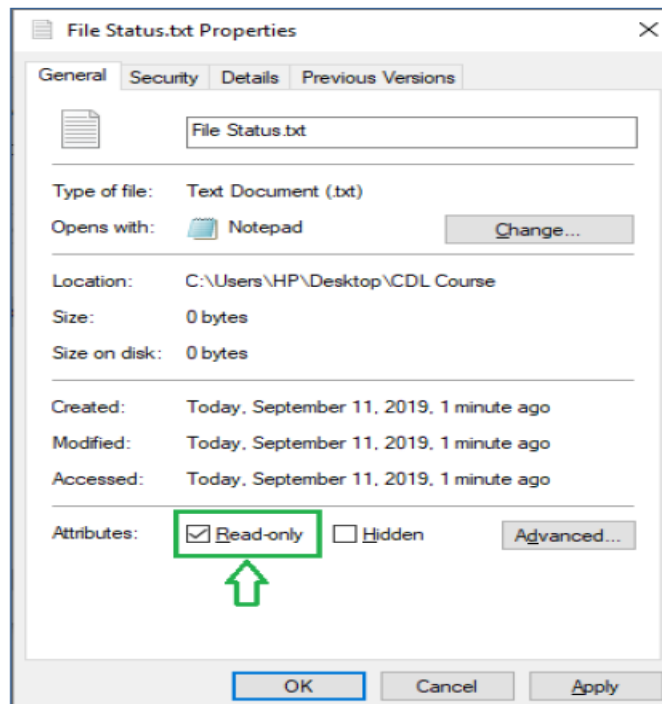 File Status.txt Properties
General Security Details Previous Versions
File Status.txt
Type of file: Text Document (.txt)
Opens with: Notepad Change...
Location: C:\Users\HP\Desktop\CDL Course
Size: 0 bytes
Size on disk: 0 bytes
Created: Today, September 11, 2019, 1 minute ago
Modified: Today, September 11, 2019, 1 minute ago
Accessed: Today, September 11, 2019, 1 minute ago
Attributes: Read-only Hidden Advanced...
OK Cancel Apply